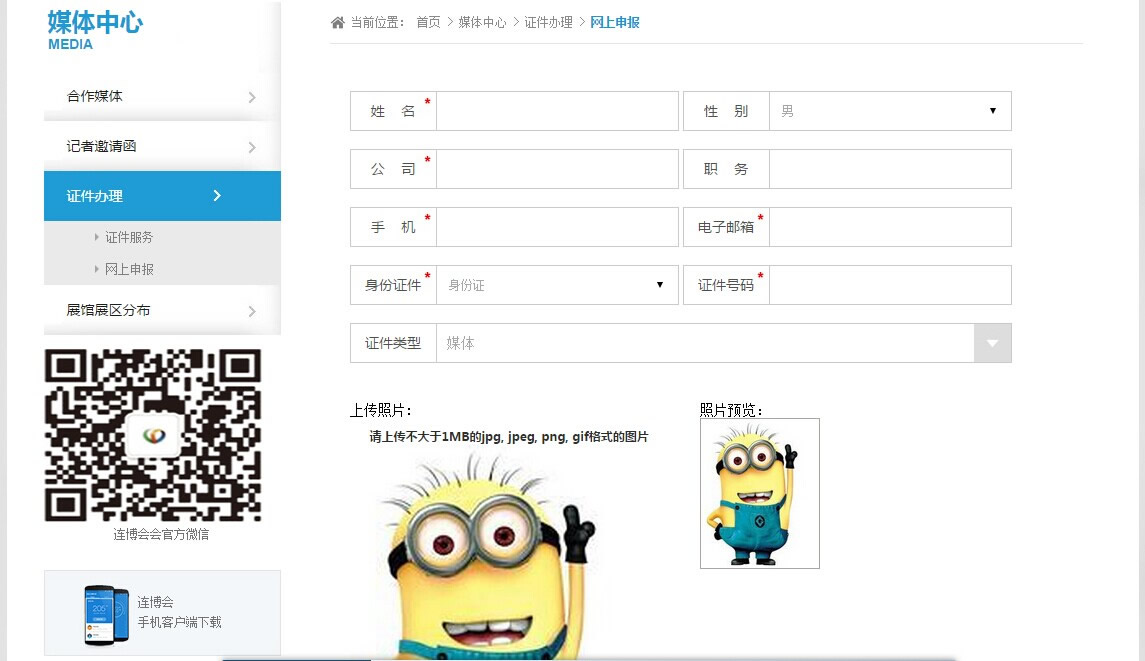 媒体中心
MEDIA
合作媒体
记者邀请函
证件办理
证件服务
网上申报
展馆展区分布
连博会会官方微信
连博会
手机客户端下载
当前位置： 首页 > 媒体中心 > 证件办理 > 网上申报
姓 名 *
性 别 男
公 司 *
职 务
手 机 *
电子邮箱 *
身份证件 * 身份证
证件号码 *
证件类型 媒体
上传照片：
请上传不大于1MB的jpg, jpeg, png, gif格式的图片
照片预览：